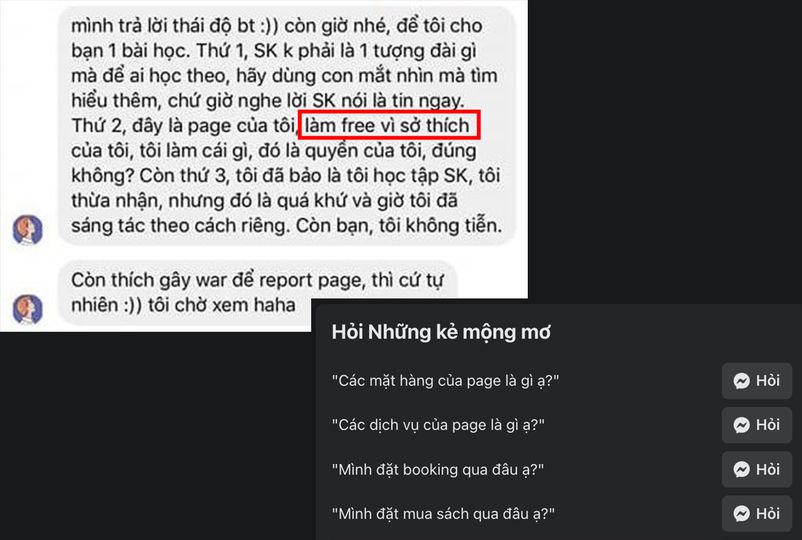 mình trả lời thái độ bt :)) còn giờ nhé, để tôi cho
bạn 1 bài học. Thứ 1, SK k phải là 1 tượng đài gì
mà để ai học theo, hãy dùng con mắt nhìn mà tìm
hiểu thêm, chứ giờ nghe lời SK nói là tin ngay.
Thứ 2, đây là page của tôi, làm free vì sở thích
của tôi, tôi làm cái gì, đó là quyền của tôi, đúng
không? Còn thứ 3, tôi đã bảo là tôi học tập SK, tôi
thừa nhận, nhưng đó là quá khứ và giờ tôi đã
sáng tác theo cách riêng. Còn bạn, tôi không tiễn.
Còn thích gây war để report page, thì cứ tự
nhiên :)) tôi chờ xem haha
Hỏi Những kẻ mộng mơ
"Các mặt hàng của page là gì ạ?" Hỏi
"Các dịch vụ của page là gì ạ?" Hỏi
"Mình đặt booking qua đâu ạ?" Hỏi
"Mình đặt mua sách qua đâu ạ?" Hỏi